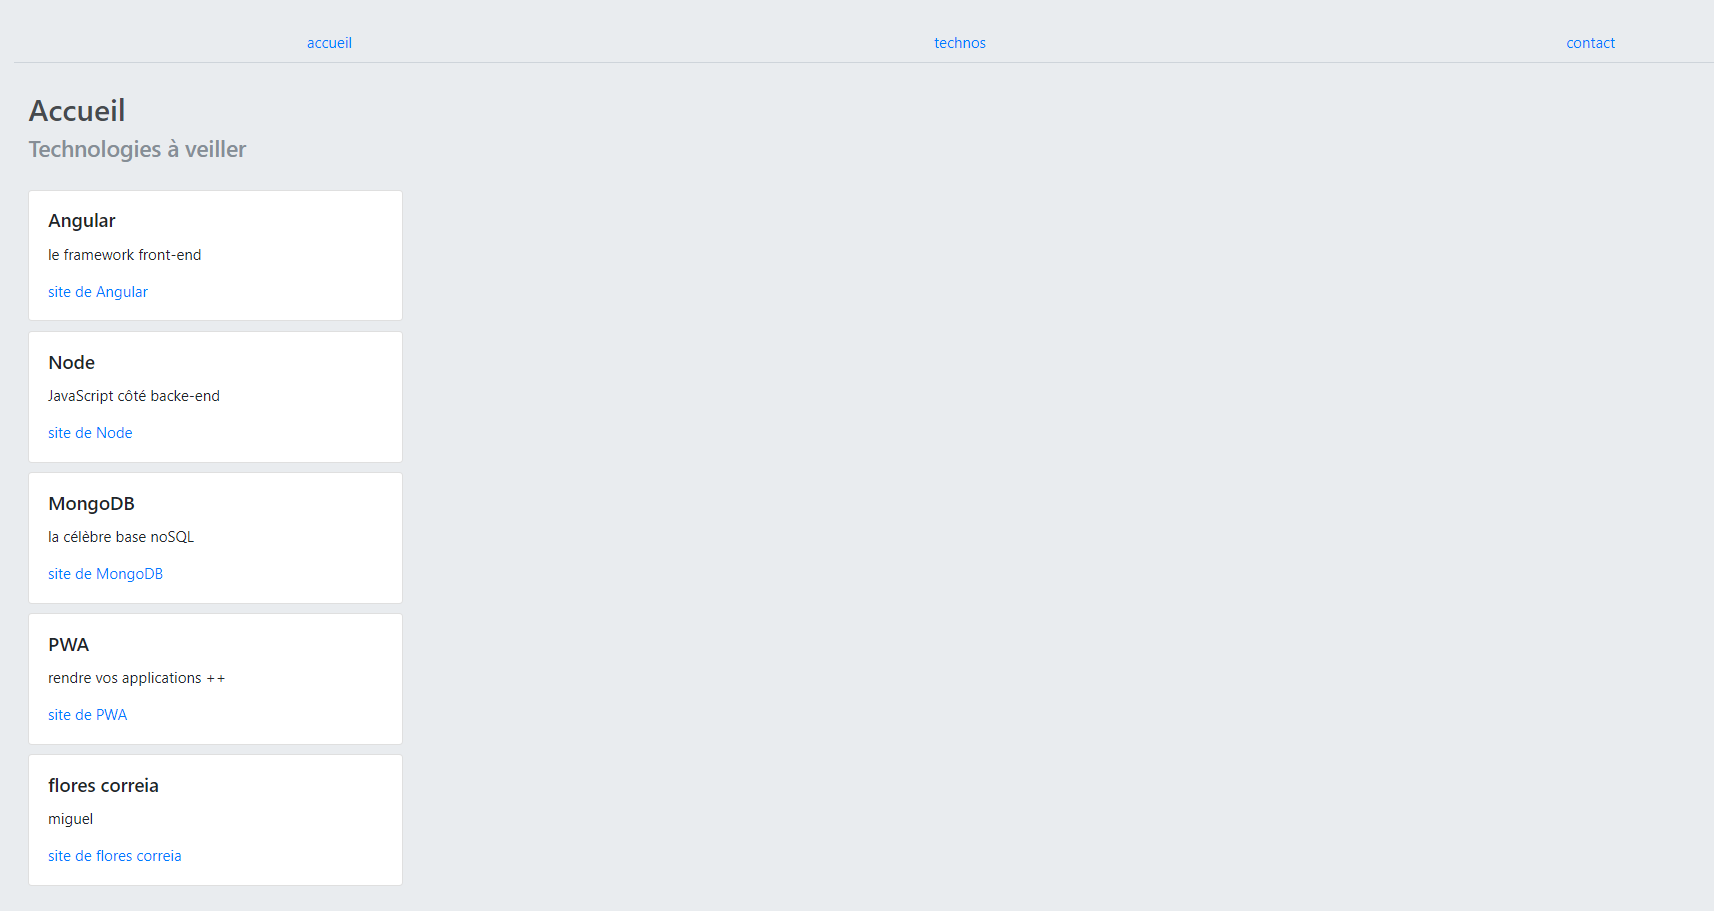 accueil technos contact
Accueil
Technologies à veiller
Angular
le framework front-end
site de Angular
Node
JavaScript côté backe-end
site de Node
MongoDB
la célèbre base noSQL
site de MongoDB
PWA
rendre vos applications ++
site de PWA
flores correia
miguel
site de flores correia